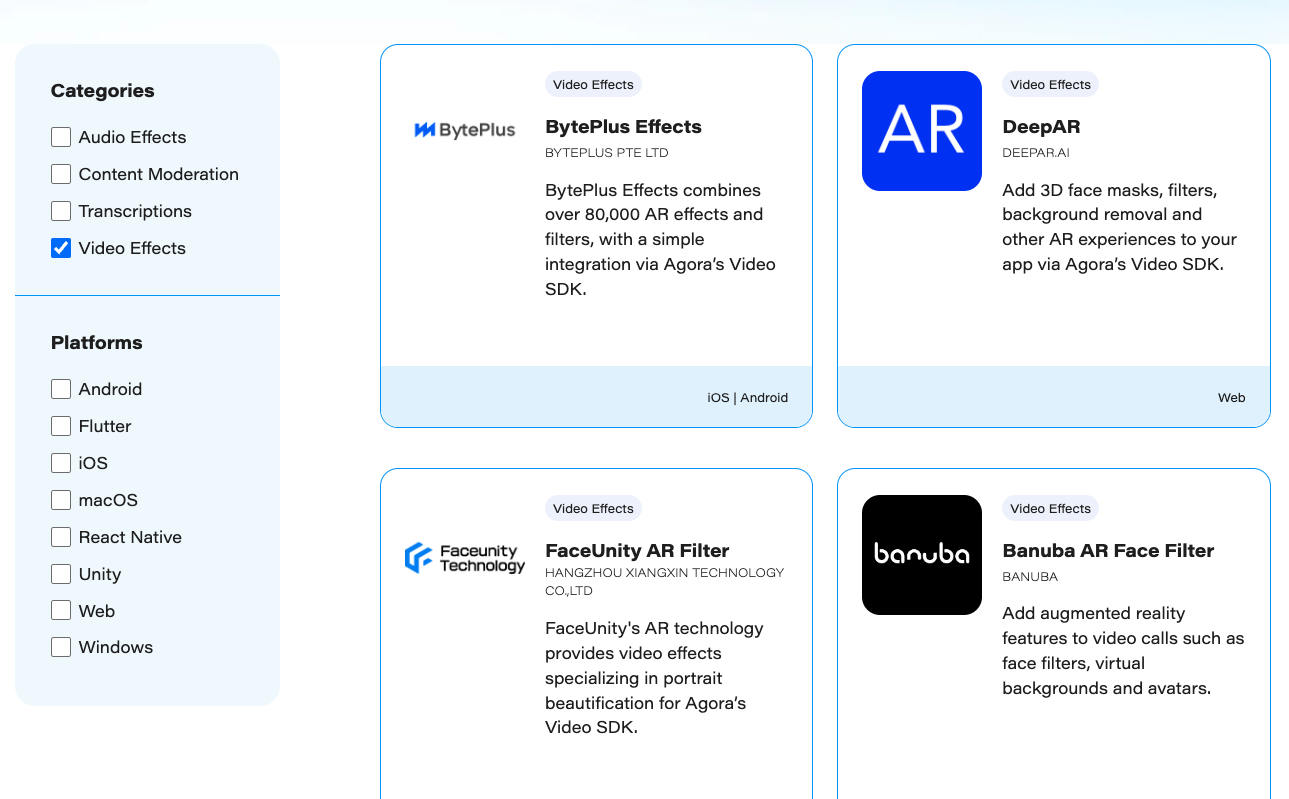 Categories
Audio Effects
Content Moderation
Transcriptions
Video Effects
Platforms
Android
Flutter
iOS
macOS
React Native
Unity
Web
Windows
BytePlus
Video Effects
BytePlus Effects
BYTEPLUS PTE LTD
BytePlus Effects combines
over 80,000 AR effects and
filters, with a simple
integration via Agora’s Video
SDK.
iOS | Android
AR
Video Effects
DeepAR
DEEPAR.AI
Add 3D face masks, filters,
background removal and
other AR experiences to your
app via Agora’s Video SDK.
Web
Faceunity
Technology
Video Effects
FaceUnity AR Filter
HANGZHOU XIANGXIN TECHNOLOGY
CO.,LTD
FaceUnity's AR technology
provides video effects
specializing in portrait
beautification for Agora’s
Video SDK.
banuba
Video Effects
Banuba AR Face Filter
BANUBA
Add augmented reality
features to video calls such as
face filters, virtual
backgrounds and avatars.